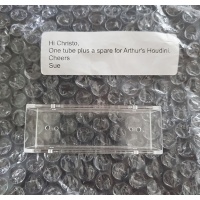 Hi Christo,
One tube plus a spare for Arthur's Houdini.
Cheers
Sue